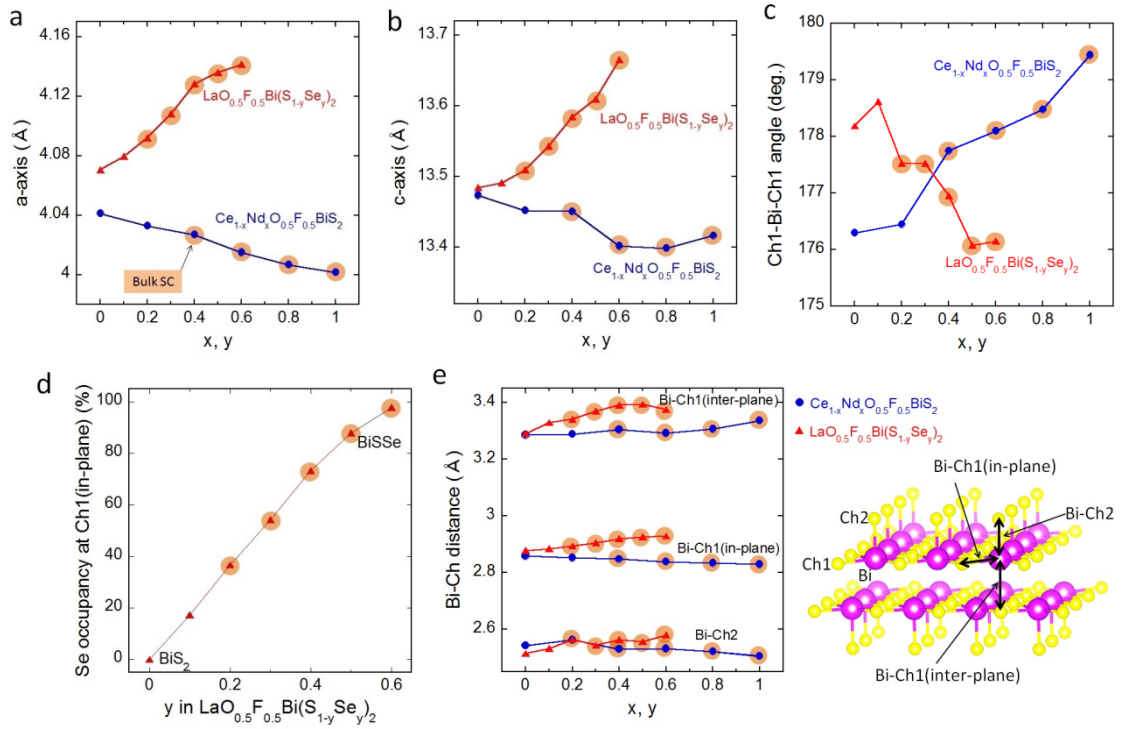 a
4.16
4.12
4.08
4.04
4
a-axis (Å)
LaO₀.₅F₀.₅Bi(S₁₋ySey)₂
Ce₁₋ₓNdₓO₀.₅F₀.₅BiS₂
Bulk SC
0 0.2 0.4 0.6 0.8 1
x, y
b
13.7
13.6
13.5
13.4
c-axis (Å)
LaO₀.₅F₀.₅Bi(S₁₋ySey)₂
Ce₁₋ₓNdₓO₀.₅F₀.₅BiS₂
0 0.2 0.4 0.6 0.8 1
x, y
c
180
179
178
177
176
175
Ch1-Bi-Ch1 angle (deg.)
Ce₁₋ₓNdₓO₀.₅F₀.₅BiS₂
LaO₀.₅F₀.₅Bi(S₁₋ySey)₂
0 0.2 0.4 0.6 0.8 1
x, y
d
100
80
60
40
20
0
Se occupancy at Ch1(in-plane) (%)
BiSSe
BiS₂
0.0 0.2 0.4 0.6
y in LaO₀.₅F₀.₅Bi(S₁₋ySey)₂
e
3.4
3.2
3
2.8
2.6
Bi-Ch distance (Å)
Bi-Ch1(inter-plane)
Bi-Ch1(in-plane)
Bi-Ch2
0 0.2 0.4 0.6 0.8 1
x, y
Ce₁₋ₓNdₓO₀.₅F₀.₅BiS₂
LaO₀.₅F₀.₅Bi(S₁₋ySey)₂
Bi-Ch1(in-plane)
Bi-Ch2
Ch2
Ch1
Bi
Bi-Ch1(inter-plane)